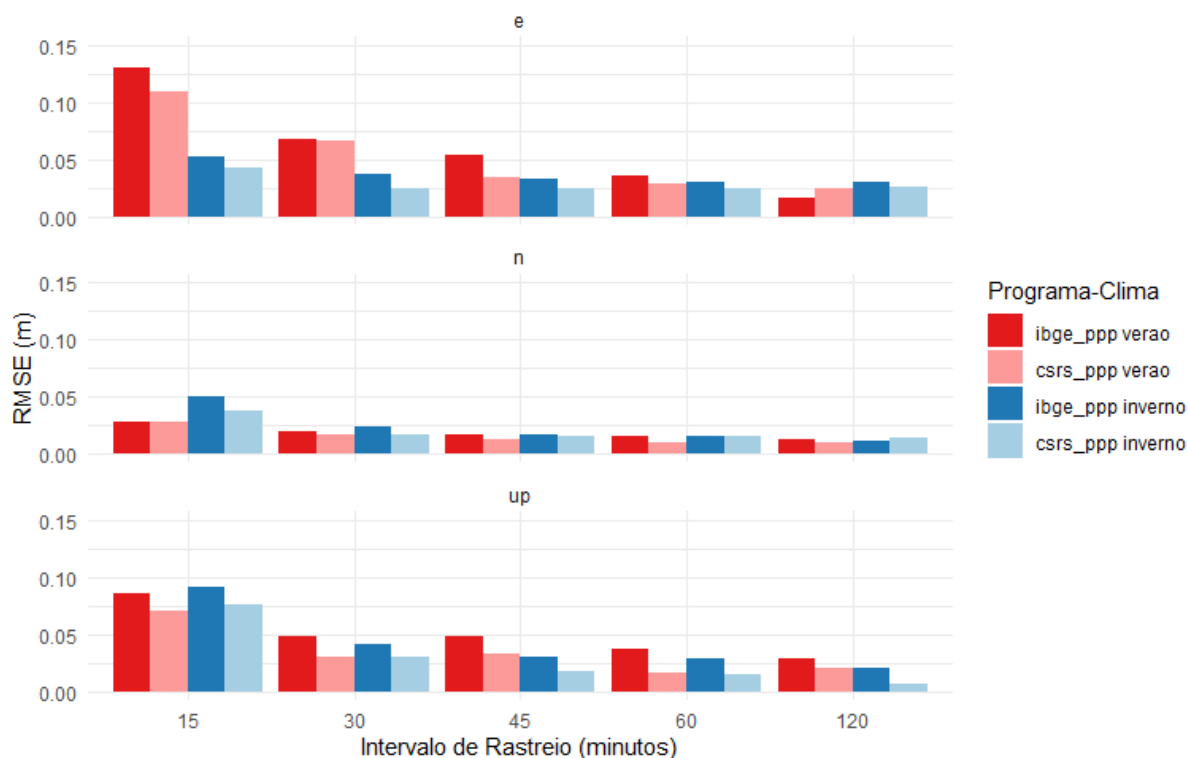 e
0.15
0.10
0.05
0.00
n
0.15
0.10
0.05
0.00
up
0.15
0.10
0.05
0.00
RMSE (m)
15 30 45 60 120
Intervalo de Rastreio (minutos)
Programa-Clima
ibge_ppp verao
csrs_ppp verao
ibge_ppp inverno
csrs_ppp inverno